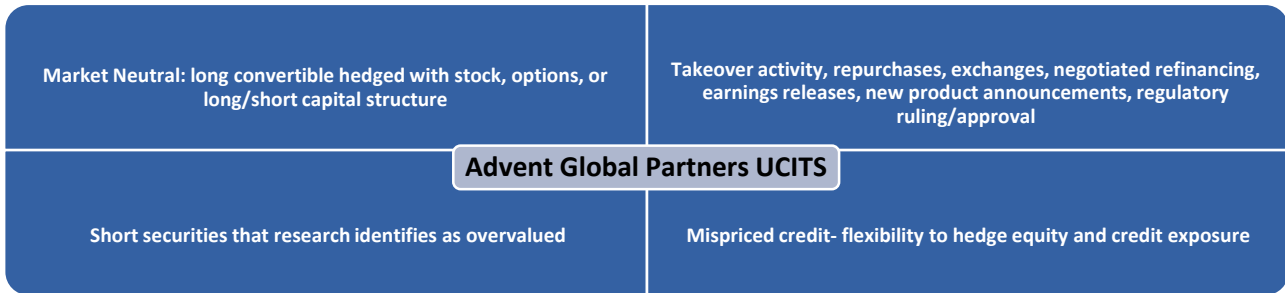 Market Neutral: long convertible hedged with stock, options, or
long/short capital structure
Takeover activity, repurchases, exchanges, negotiated refinancing,
earnings releases, new product announcements, regulatory
ruling/approval
Advent Global Partners UCITS
Short securities that research identifies as overvalued
Mispriced credit- flexibility to hedge equity and credit exposure